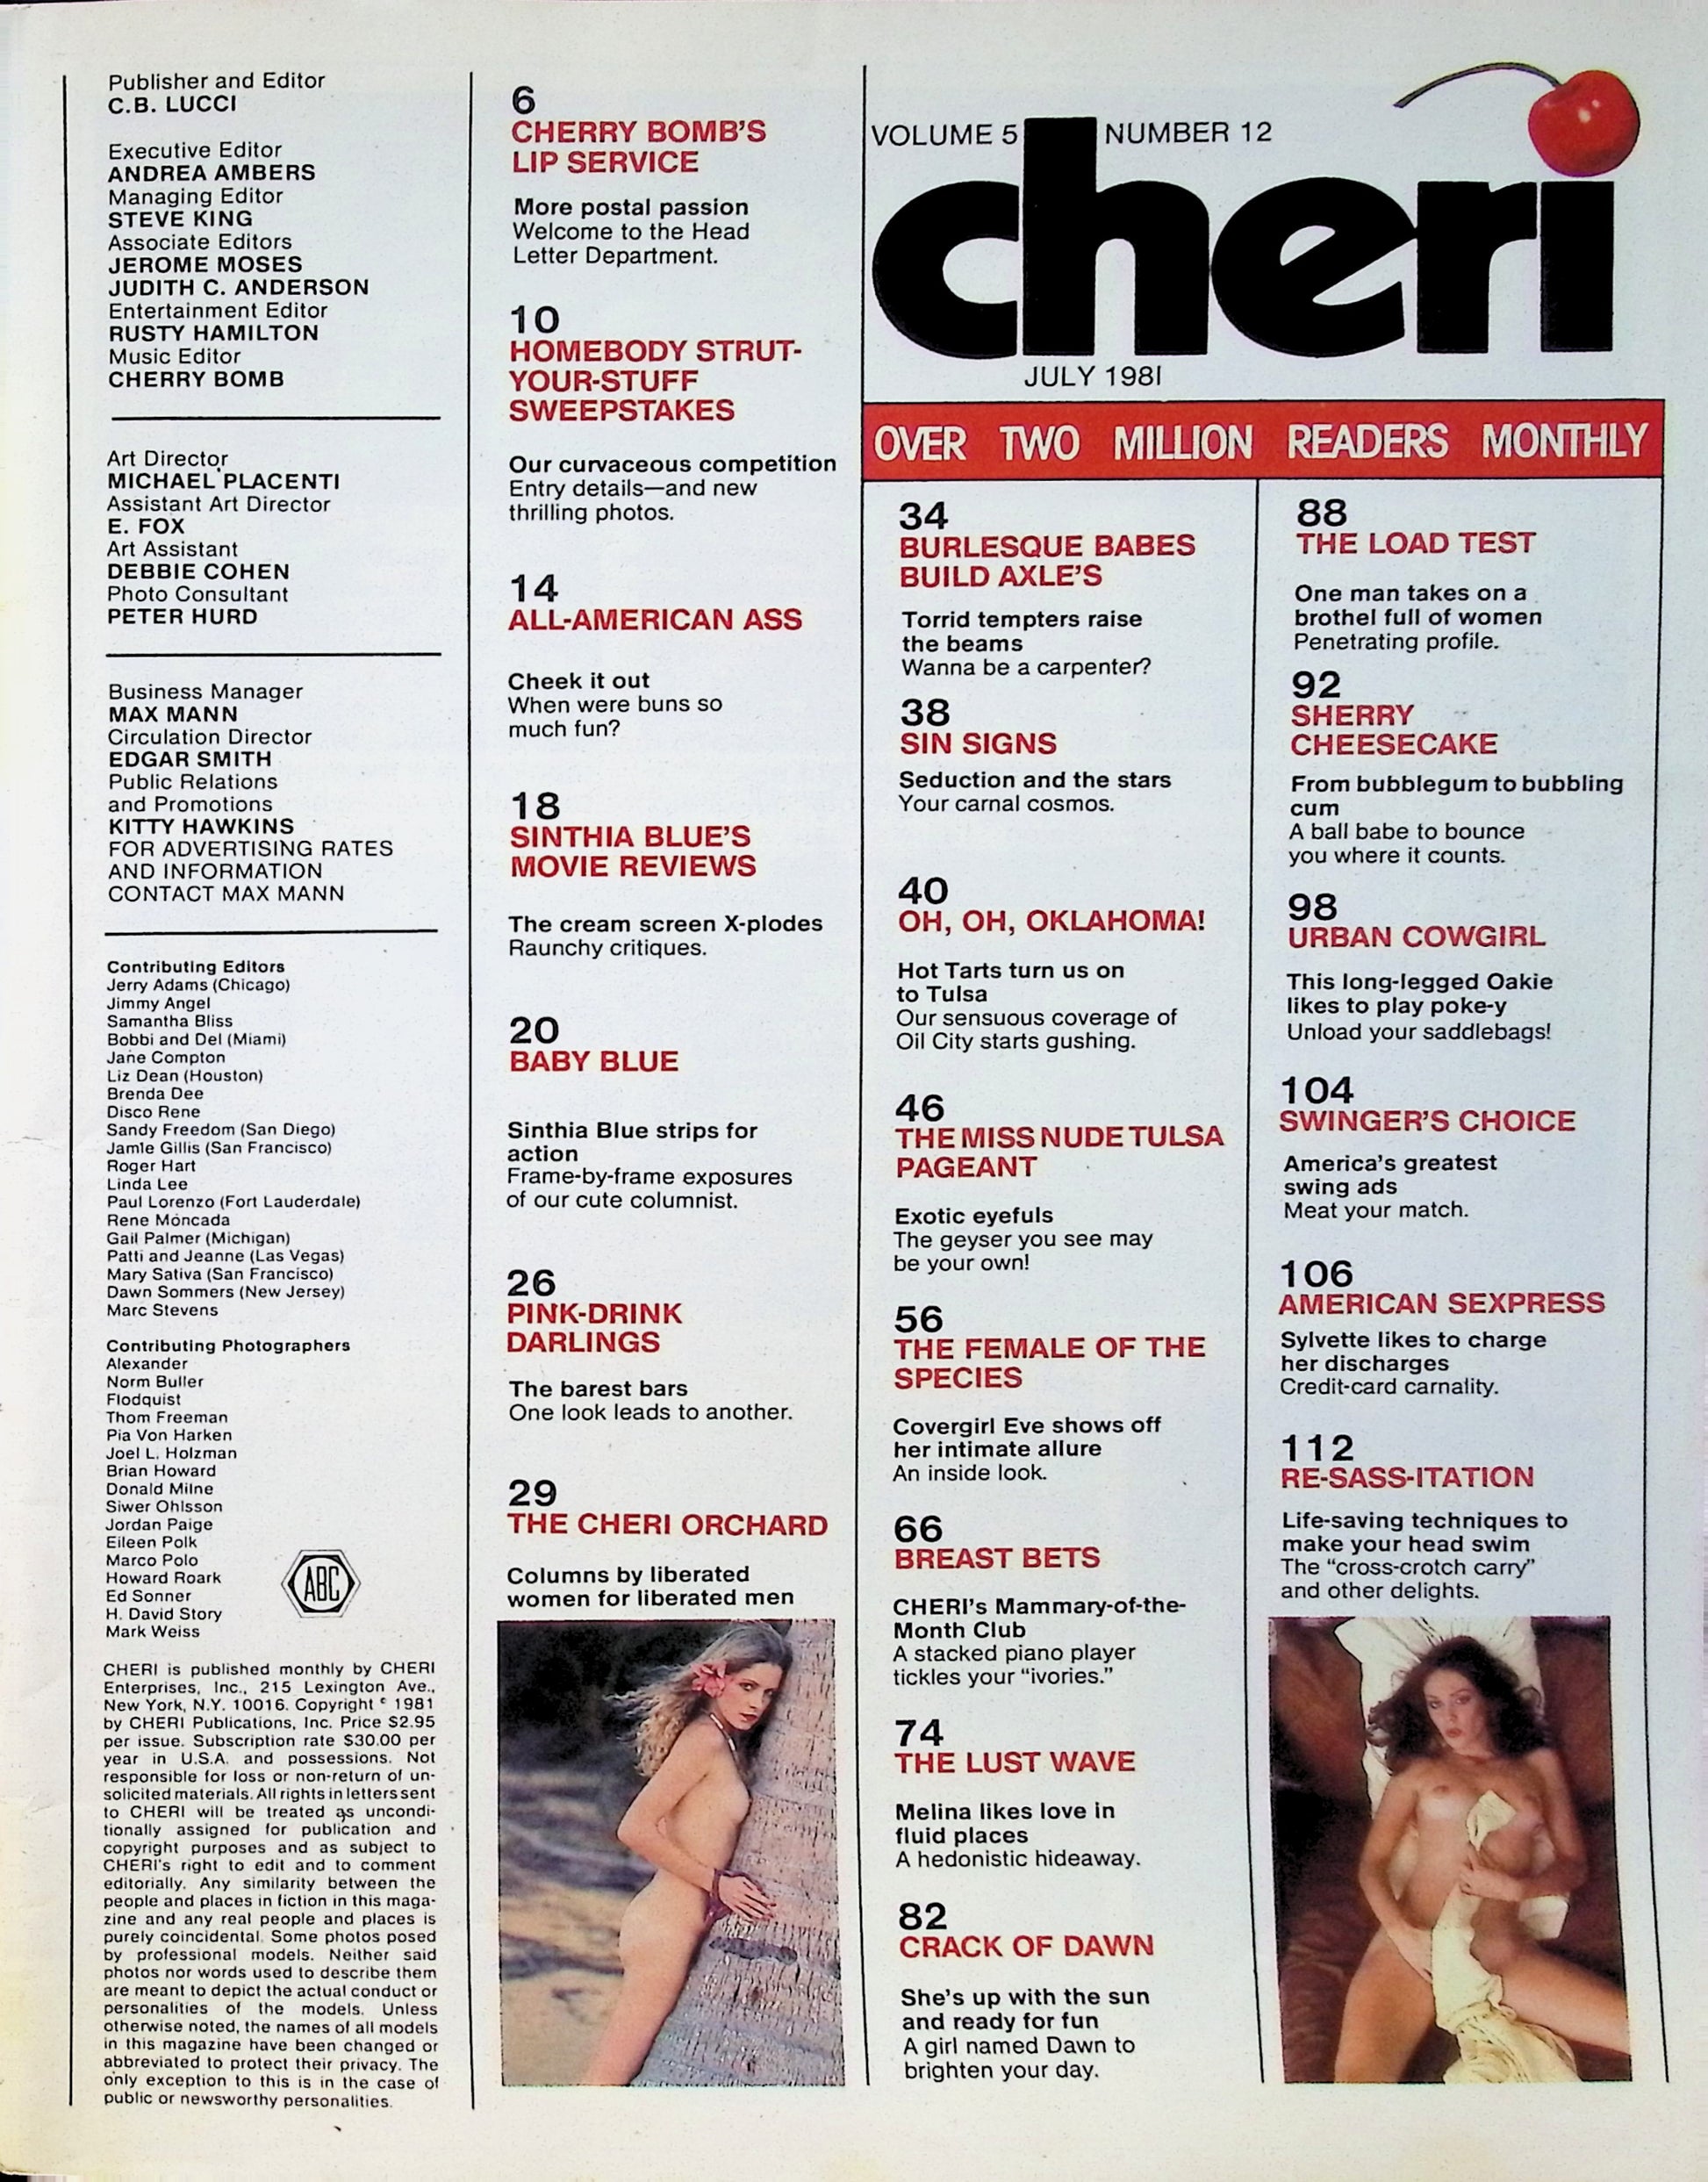 Publisher and Editor
C.B. LUCCI
Executive Editor
ANDREA AMBERS
Managing Editor
STEVE KING
Associate Editors
JEROME MOSES
JUDITH C. ANDERSON
Entertainment Editor
RUSTY HAMILTON
Music Editor
CHERRY BOMB
Art Director
MICHAEL PLACENTI
Assistant Art Director
E. FOX
Art Assistant
DEBBIE COHEN
Photo Consultant
PETER HURD
Business Manager
MAX MANN
Circulation Director
EDGAR SMITH
Public Relations
and Promotions
KITTY HAWKINS
FOR ADVERTISING RATES
AND INFORMATION
CONTACT MAX MANN
Contributing Editors
Jerry Adams (Chicago)
Jimmy Angel
Samantha Bliss
Bobbi and Del (Miami)
Jane Compton
Liz Dean (Houston)
Brenda Dee
Disco Rene
Sandy Freedom (San Diego)
Jamie Gillis (San Francisco)
Roger Hart
Linda Lee
Paul Lorenzo (Fort Lauderdale)
Rene Moncada
Gail Palmer (Michigan)
Patti and Jeanne (Las Vegas)
Mary Sativa (San Francisco)
Dawn Sommers (New Jersey)
Marc Stevens
Contributing Photographers
Alexander
Norm Buller
Flodquist
Thom Freeman
Pia Von Harken
Joel L. Holzman
Brian Howard
Donald Milne
Siwer Ohlsson
Jordan Paige
Eileen Polk
Marco Polo
Howard Roark
Ed Sonner
H. David Story
Mark Weiss
ABC
CHERI is published monthly by CHERI
Enterprises, Inc., 215 Lexington Ave.,
New York, N.Y. 10016. Copyright © 1981
by CHERI Publications, Inc. Price $2.95
per issue. Subscription rate $30.00 per
year in U.S.A. and possessions. Not
responsible for loss or non-return of un-
solicited materials. All rights in letters sent
to CHERI will be treated as uncondi-
tionally assigned for publication and
copyright purposes and as subject to
CHERI's right to edit and to comment
editorially. Any similarity between the
people and places in fiction in this maga-
zine and any real people and places is
purely coincidental. Some photos posed
by professional models. Neither said
photos nor words used to describe them
are meant to depict the actual conduct or
personalities of the models. Unless
otherwise noted, the names of all models
in this magazine have been changed or
abbreviated to protect their privacy. The
only exception to this is in the case of
public or newsworthy personalities.
6
CHERRY BOMB'S
LIP SERVICE
More postal passion
Welcome to the Head
Letter Department.
10
HOMEBODY STRUT-
YOUR-STUFF
SWEEPSTAKES
Our curvaceous competition
Entry details—and new
thrilling photos.
14
ALL-AMERICAN ASS
Cheek it out
When were buns so
much fun?
18
SINTHIA BLUE'S
MOVIE REVIEWS
The cream screen X-plodes
Raunchy critiques.
20
BABY BLUE
Sinthia Blue strips for
action
Frame-by-frame exposures
of our cute columnist.
26
PINK-DRINK
DARLINGS
The barest bars
One look leads to another.
29
THE CHERI ORCHARD
Columns by liberated
women for liberated men
VOLUME 5 NUMBER 12
cheri
JULY 1981
OVER TWO MILLION READERS MONTHLY
34
BURLESQUE BABES
BUILD AXLE'S
Torrid tempters raise
the beams
Wanna be a carpenter?
38
SIN SIGNS
Seduction and the stars
Your carnal cosmos.
40
OH, OH, OKLAHOMA!
Hot Tarts turn us on
to Tulsa
Our sensuous coverage of
Oil City starts gushing.
46
THE MISS NUDE TULSA
PAGEANT
Exotic eyefuls
The geyser you see may
be your own!
56
THE FEMALE OF THE
SPECIES
Covergirl Eve shows off
her intimate allure
An inside look.
66
BREAST BETS
CHERI's Mammary-of-the-
Month Club
A stacked piano player
tickles your "ivories."
74
THE LUST WAVE
Melina likes love in
fluid places
A hedonistic hideaway.
82
CRACK OF DAWN
She's up with the sun
and ready for fun
A girl named Dawn to
brighten your day.
88
THE LOAD TEST
One man takes on a
brothel full of women
Penetrating profile.
92
SHERRY
CHEESECAKE
From bubblegum to bubbling
cum
A ball babe to bounce
you where it counts.
98
URBAN COWGIRL
This long-legged Oakie
likes to play poke-y
Unload your saddlebags!
104
SWINGER'S CHOICE
America's greatest
swing ads
Meat your match.
106
AMERICAN SEXPRESS
Sylvette likes to charge
her discharges
Credit-card carnality.
112
RE-SASS-ITATION
Life-saving techniques to
make your head swim
The "cross-crotch carry"
and other delights.